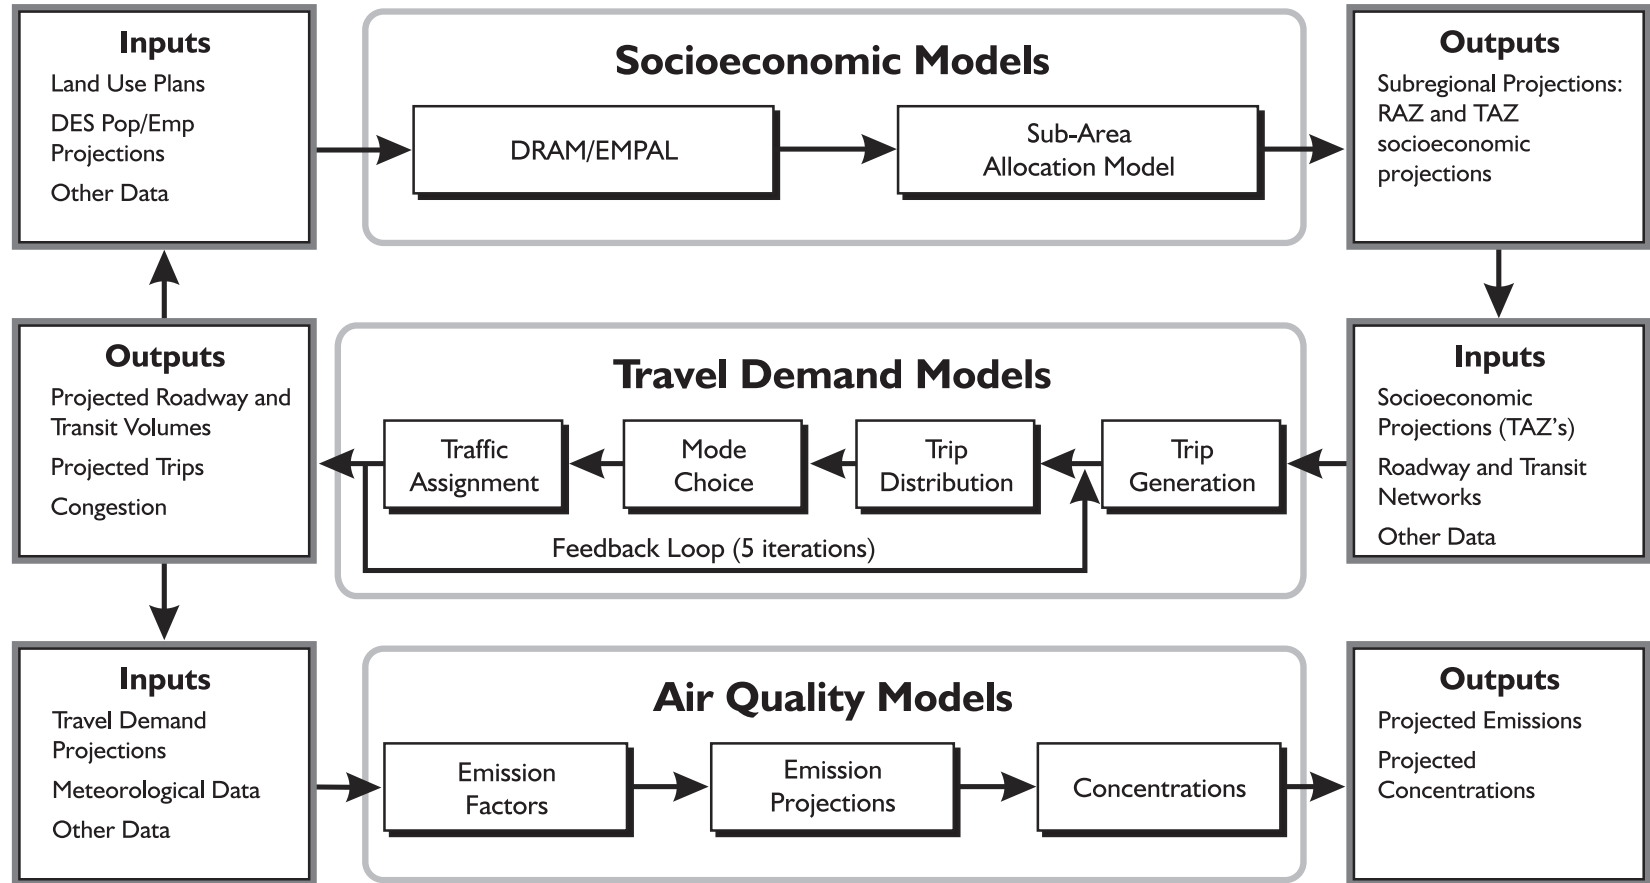 Inputs
Land Use Plans
DES Pop/Emp
Projections
Other Data
Socioeconomic Models
DRAM/EMPAL
Sub-Area
Allocation Model
Outputs
Subregional Projections:
RAZ and TAZ
socioeconomic
projections
Outputs
Projected Roadway and
Transit Volumes
Projected Trips
Congestion
Travel Demand Models
Traffic
Assignment
Mode
Choice
Trip
Distribution
Trip
Generation
Feedback Loop (5 iterations)
Inputs
Socioeconomic
Projections (TAZ's)
Roadway and Transit
Networks
Other Data
Inputs
Travel Demand
Projections
Meteorological Data
Other Data
Air Quality Models
Emission
Factors
Emission
Projections
Concentrations
Outputs
Projected Emissions
Projected
Concentrations